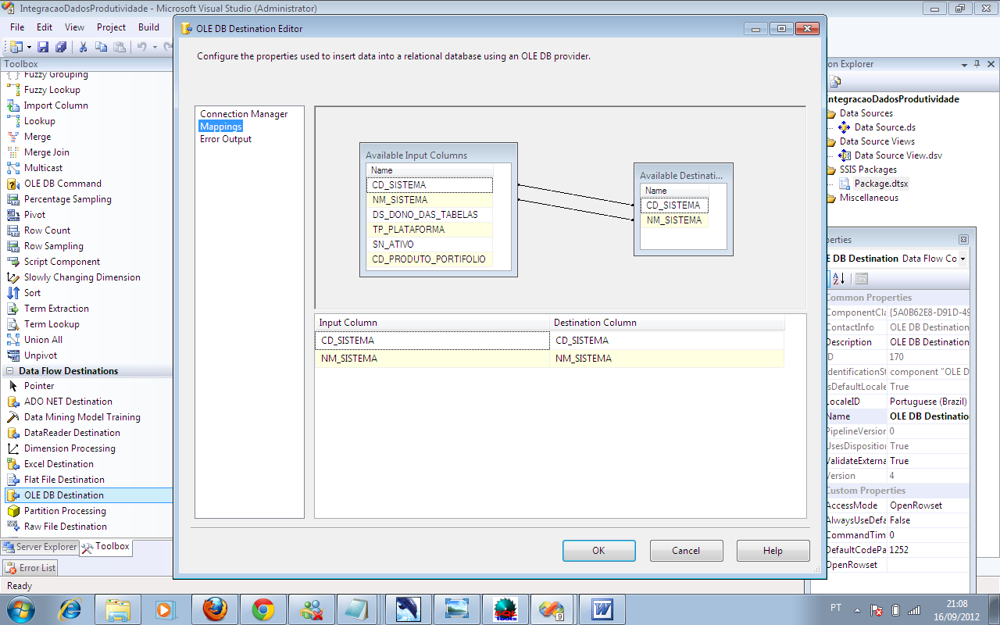 IntegracaoDadosProdutividade - Microsoft Visual Studio (Administrator)
File Edit View Project Build
Toolbox
Fuzzy Grouping
Fuzzy Lookup
Import Column
Lookup
Merge
Merge Join
Multicast
OLE DB Command
Percentage Sampling
Pivot
Row Count
Row Sampling
Script Component
Slowly Changing Dimension
Sort
Term Extraction
Term Lookup
Union All
Unpivot
Data Flow Destinations
Pointer
ADO NET Destination
Data Mining Model Training
DataReader Destination
Dimension Processing
Excel Destination
Flat File Destination
OLE DB Destination
Partition Processing
Raw File Destination
Server Explorer Toolbox
Error List
Ready
OLE DB Destination Editor
Configure the properties used to insert data into a relational database using an OLE DB provider.
Connection Manager
Mappings
Error Output
Available Input Columns
Name
CD_SISTEMA
NM_SISTEMA
DS_DONO_DAS_TABELAS
TP_PLATAFORMA
SN_ATIVO
CD_PRODUTO_PORTIFOLIO
Available Destinati...
Name
CD_SISTEMA
NM_SISTEMA
Input Column Destination Column
CD_SISTEMA CD_SISTEMA
NM_SISTEMA NM_SISTEMA
OK Cancel Help
on Explorer
IntegracaoDadosProdutividade
Data Sources
Data Source.ds
Data Source Views
Data Source View.dsv
SSIS Packages
Package.dtsx
Miscellaneous
perties
E DB Destination Data Flow Co
Common Properties
ComponentCla {5A0B62E8-D91D-49
ContactInfo OLE DB Destination
Description OLE DB Destination
ID 170
IdentificationSt component "OLE D
IsDefaultLocale True
LocaleID Portuguese (Brazil)
Name OLE DB Destinatio
PipelineVersion 0
UsesDisposition True
ValidateExterna True
Version 4
Custom Properties
AccessMode OpenRowset
AlwaysUseDefa False
CommandTim 0
DefaultCodePa 1252
OpenRowset
PT
21:08
16/09/2012